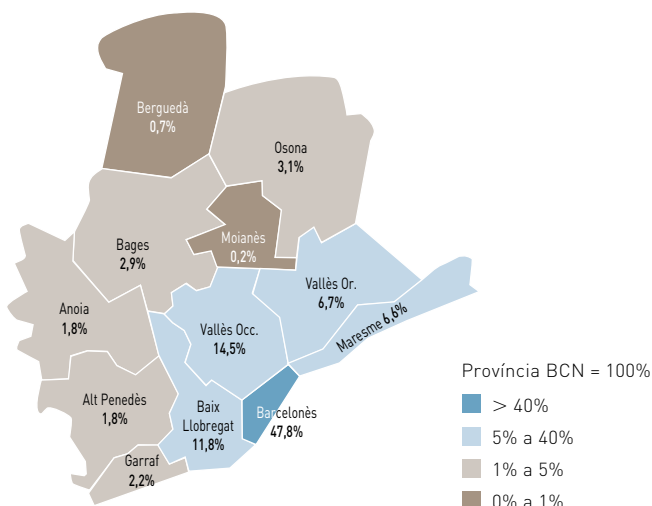 Berguedà
0,7%
Osona
3,1%
Moianès
0,2%
Bages
2,9%
Vallès Or.
6,7%
Maresme 6,6%
Anoia
1,8%
Vallès Occ.
14,5%
Alt Penedès
1,8%
Baix
Llobregat
11,8%
Barcelonès
47,8%
Garraf
2,2%
Província BCN = 100%
> 40%
5% a 40%
1% a 5%
0% a 1%